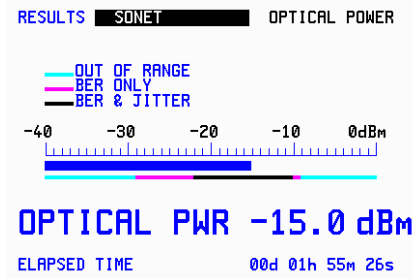 RESULTS SONET OPTICAL POWER
OUT OF RANGE
BER ONLY
BER & JITTER
-40 -30 -20 -10 0dBm
OPTICAL PWR -15.0 dBm
ELAPSED TIME 00d 01h 55m 26s